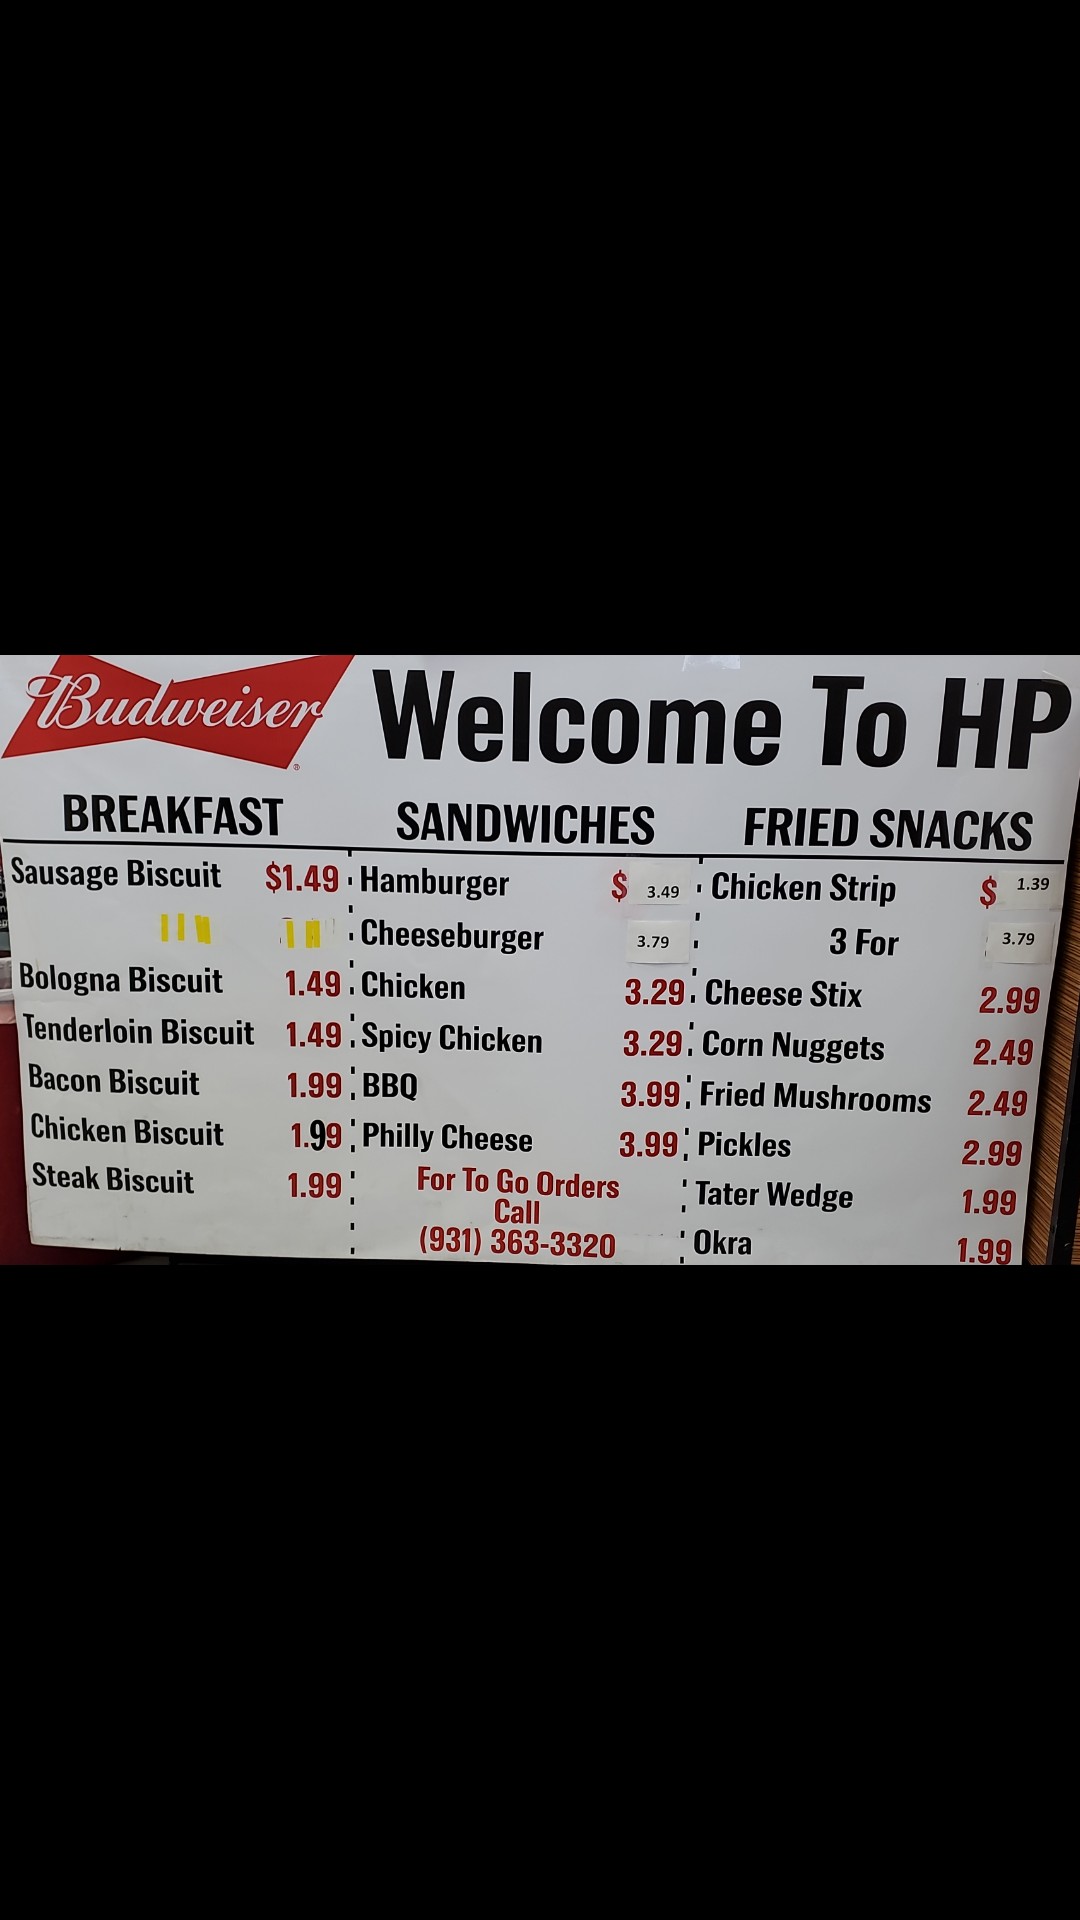 Budweiser
Welcome To HP
BREAKFAST
Sausage Biscuit $1.49
Bologna Biscuit 1.49
Tenderloin Biscuit 1.49
Bacon Biscuit 1.99
Chicken Biscuit 1.99
Steak Biscuit 1.99
SANDWICHES
Hamburger $ 3.49
Cheeseburger 3.79
Chicken 3.29
Spicy Chicken 3.29
BBQ 3.99
Philly Cheese 3.99
For To Go Orders
Call
(931) 363-3320
FRIED SNACKS
Chicken Strip $ 1.39
3 For 3.79
Cheese Stix 2.99
Corn Nuggets 2.49
Fried Mushrooms 2.49
Pickles 2.99
Tater Wedge 1.99
Okra 1.99